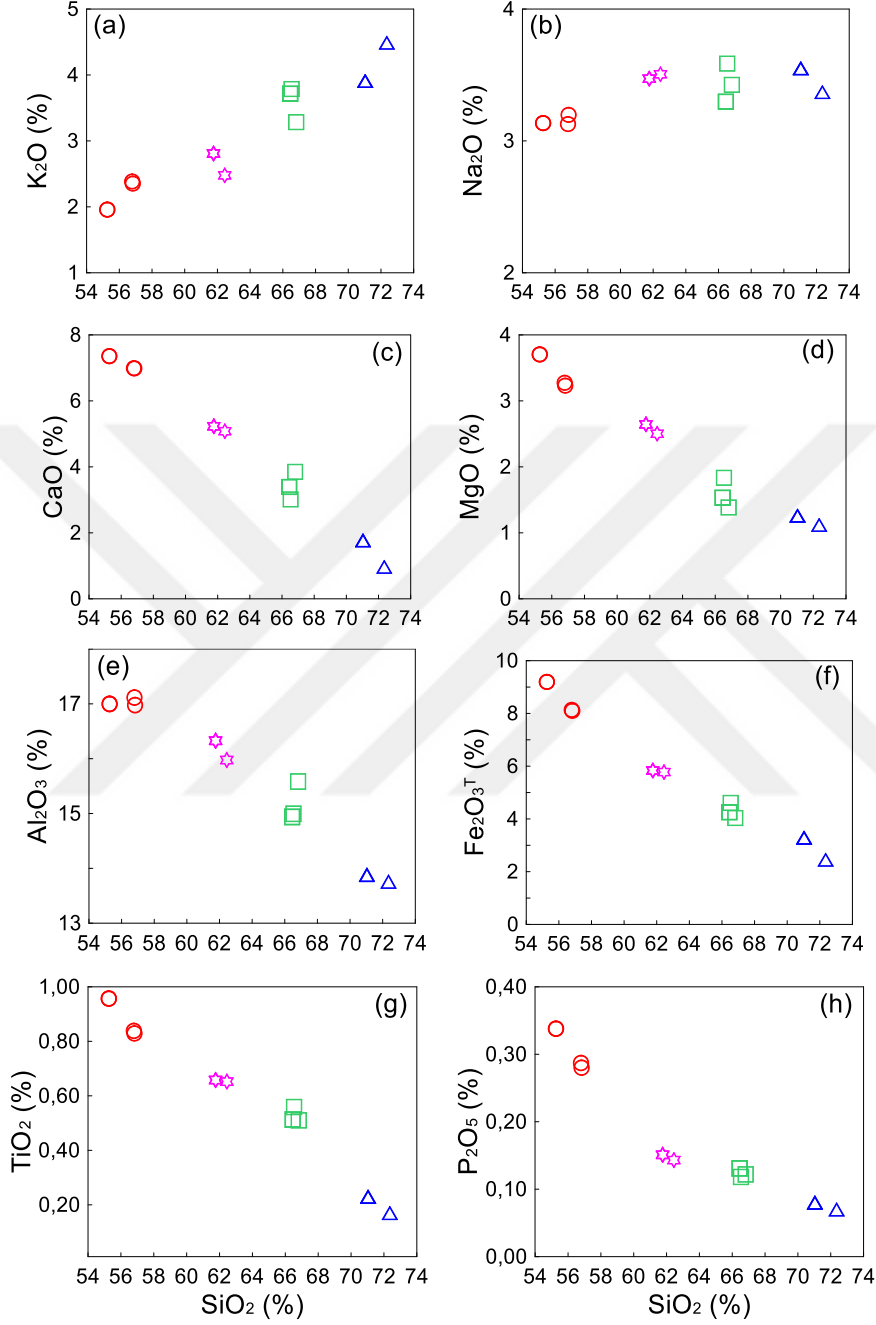 (a)
5
4
3
2
1
K₂O (%)
54 56 58 60 62 64 66 68 70 72 74
(b)
4
3
2
Na₂O (%)
54 56 58 60 62 64 66 68 70 72 74
(c)
8
6
4
2
0
CaO (%)
54 56 58 60 62 64 66 68 70 72 74
(d)
4
3
2
1
0
MgO (%)
54 56 58 60 62 64 66 68 70 72 74
(e)
17
15
13
Al₂O₃ (%)
54 56 58 60 62 64 66 68 70 72 74
(f)
10
8
6
4
2
0
Fe₂O₃ᵀ (%)
54 56 58 60 62 64 66 68 70 72 74
(g)
1,00
0,80
0,60
0,40
0,20
TiO₂ (%)
54 56 58 60 62 64 66 68 70 72 74
SiO₂ (%)
(h)
0,40
0,30
0,20
0,10
0,00
P₂O₅ (%)
54 56 58 60 62 64 66 68 70 72 74
SiO₂ (%)